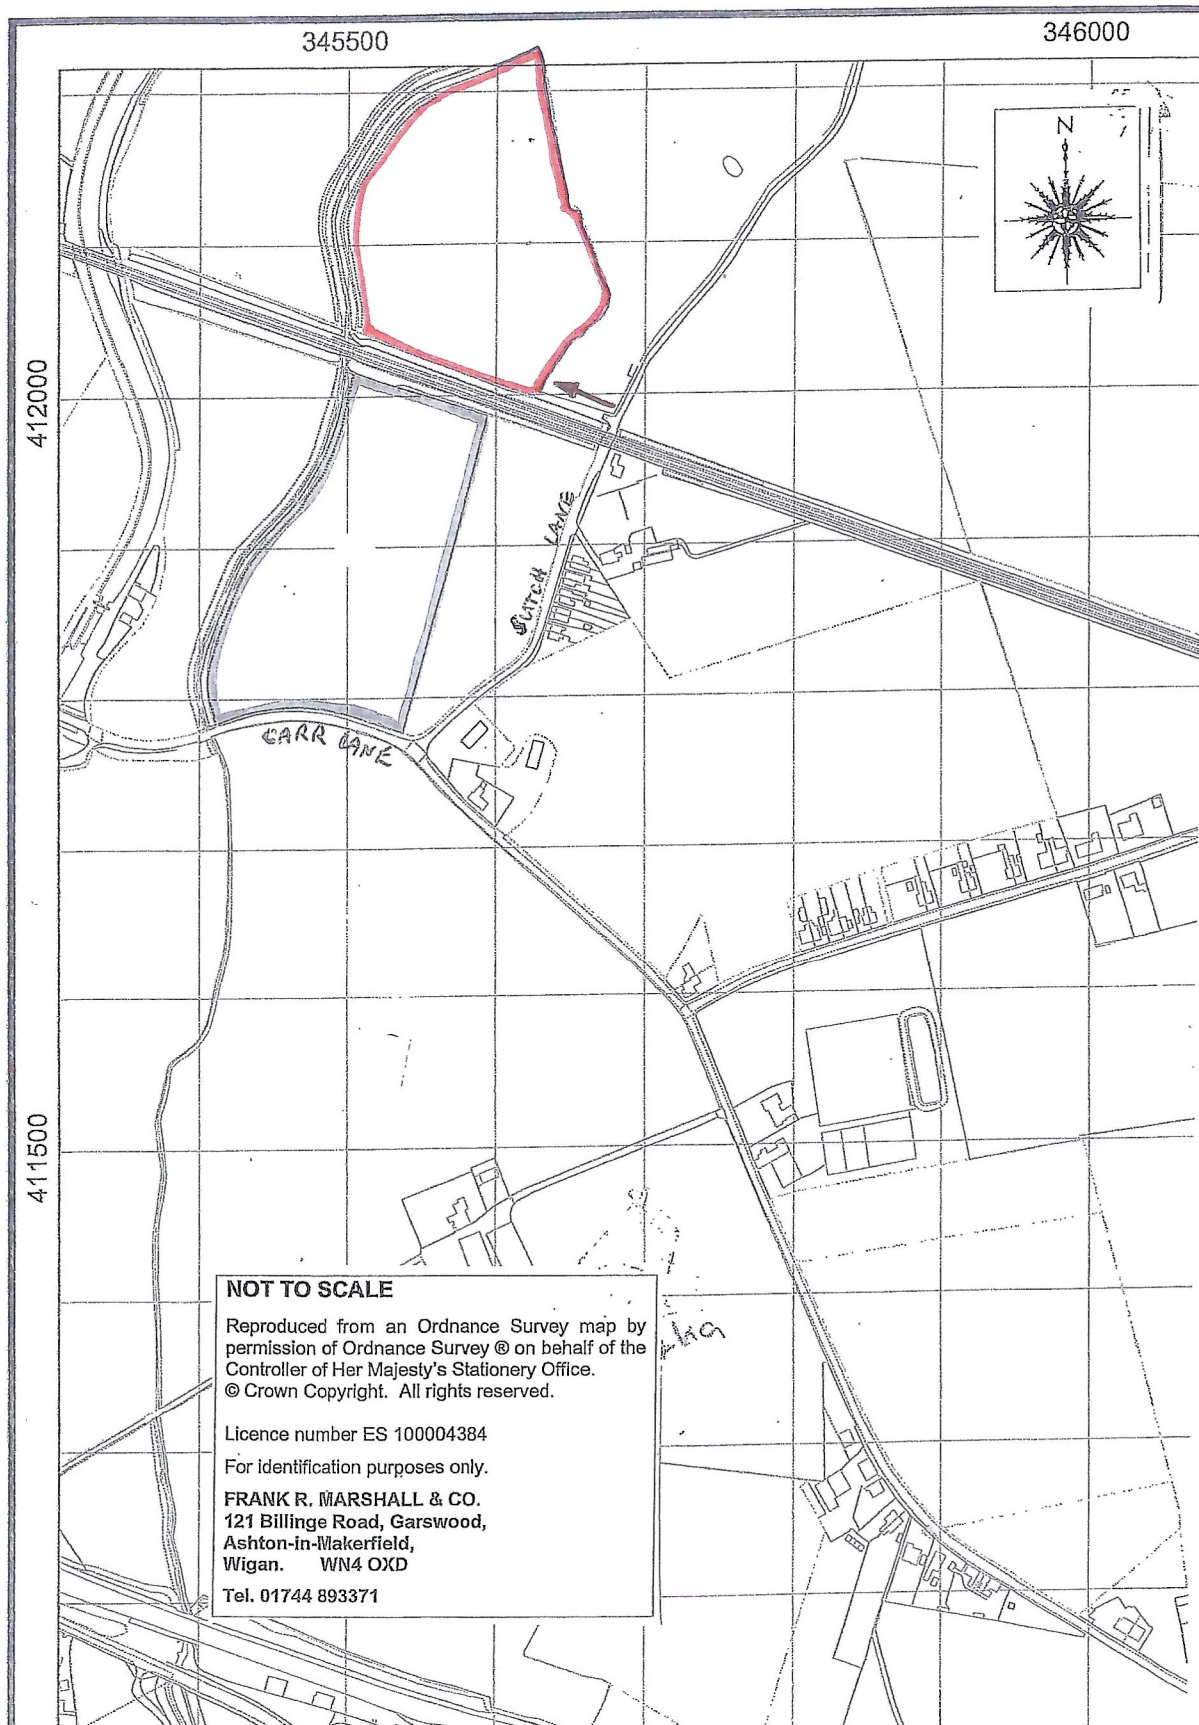 345500
346000
N
412000
SUTCH LANE
CARR LANE
411500
NOT TO SCALE
Reproduced from an Ordnance Survey map by
permission of Ordnance Survey ® on behalf of the
Controller of Her Majesty's Stationery Office.
© Crown Copyright. All rights reserved.
Licence number ES 100004384
For identification purposes only.
FRANK R. MARSHALL & CO.
121 Billinge Road, Garswood,
Ashton-in-Makerfield,
Wigan. WN4 OXD
Tel. 01744 893371